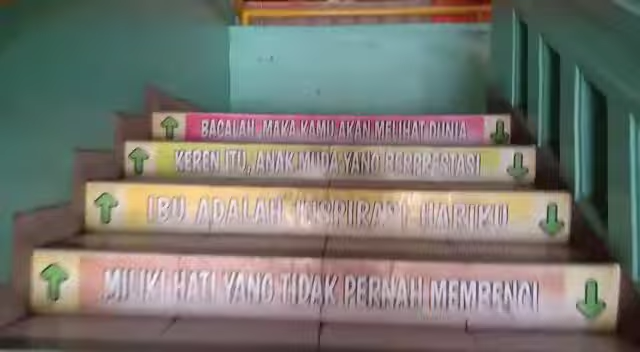 BACALAH, MAKA KAMU AKAN MELIHAT DUNIA
KEREN ITU, ANAK MUDA YANG BERPRESTASI
IBU ADALAH INSPIRASI HARIKU
MILIKI HATI YANG TIDAK PERNAH MEMBENCI